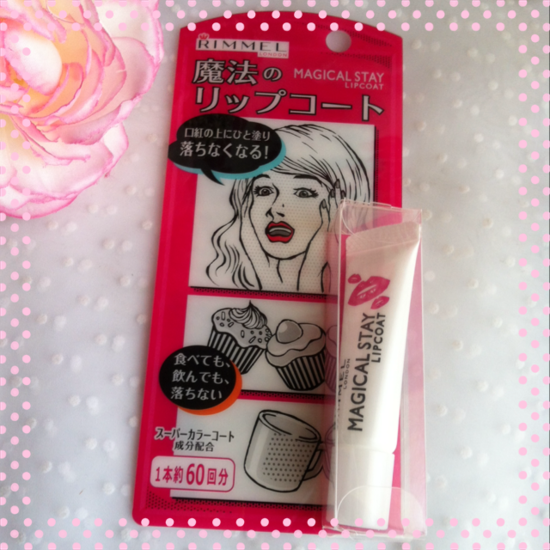 RIMMEL
LONDON
魔法の
MAGICAL STAY
LIPCOAT
リップコート
口紅の上にひと塗り
落ちなくなる!
食べても、
飲んでも、
落ちない
スーパーカラーコート
成分配合
1本約60回分
MAGICAL STAY
LIPCOAT
RIMMEL
LONDON